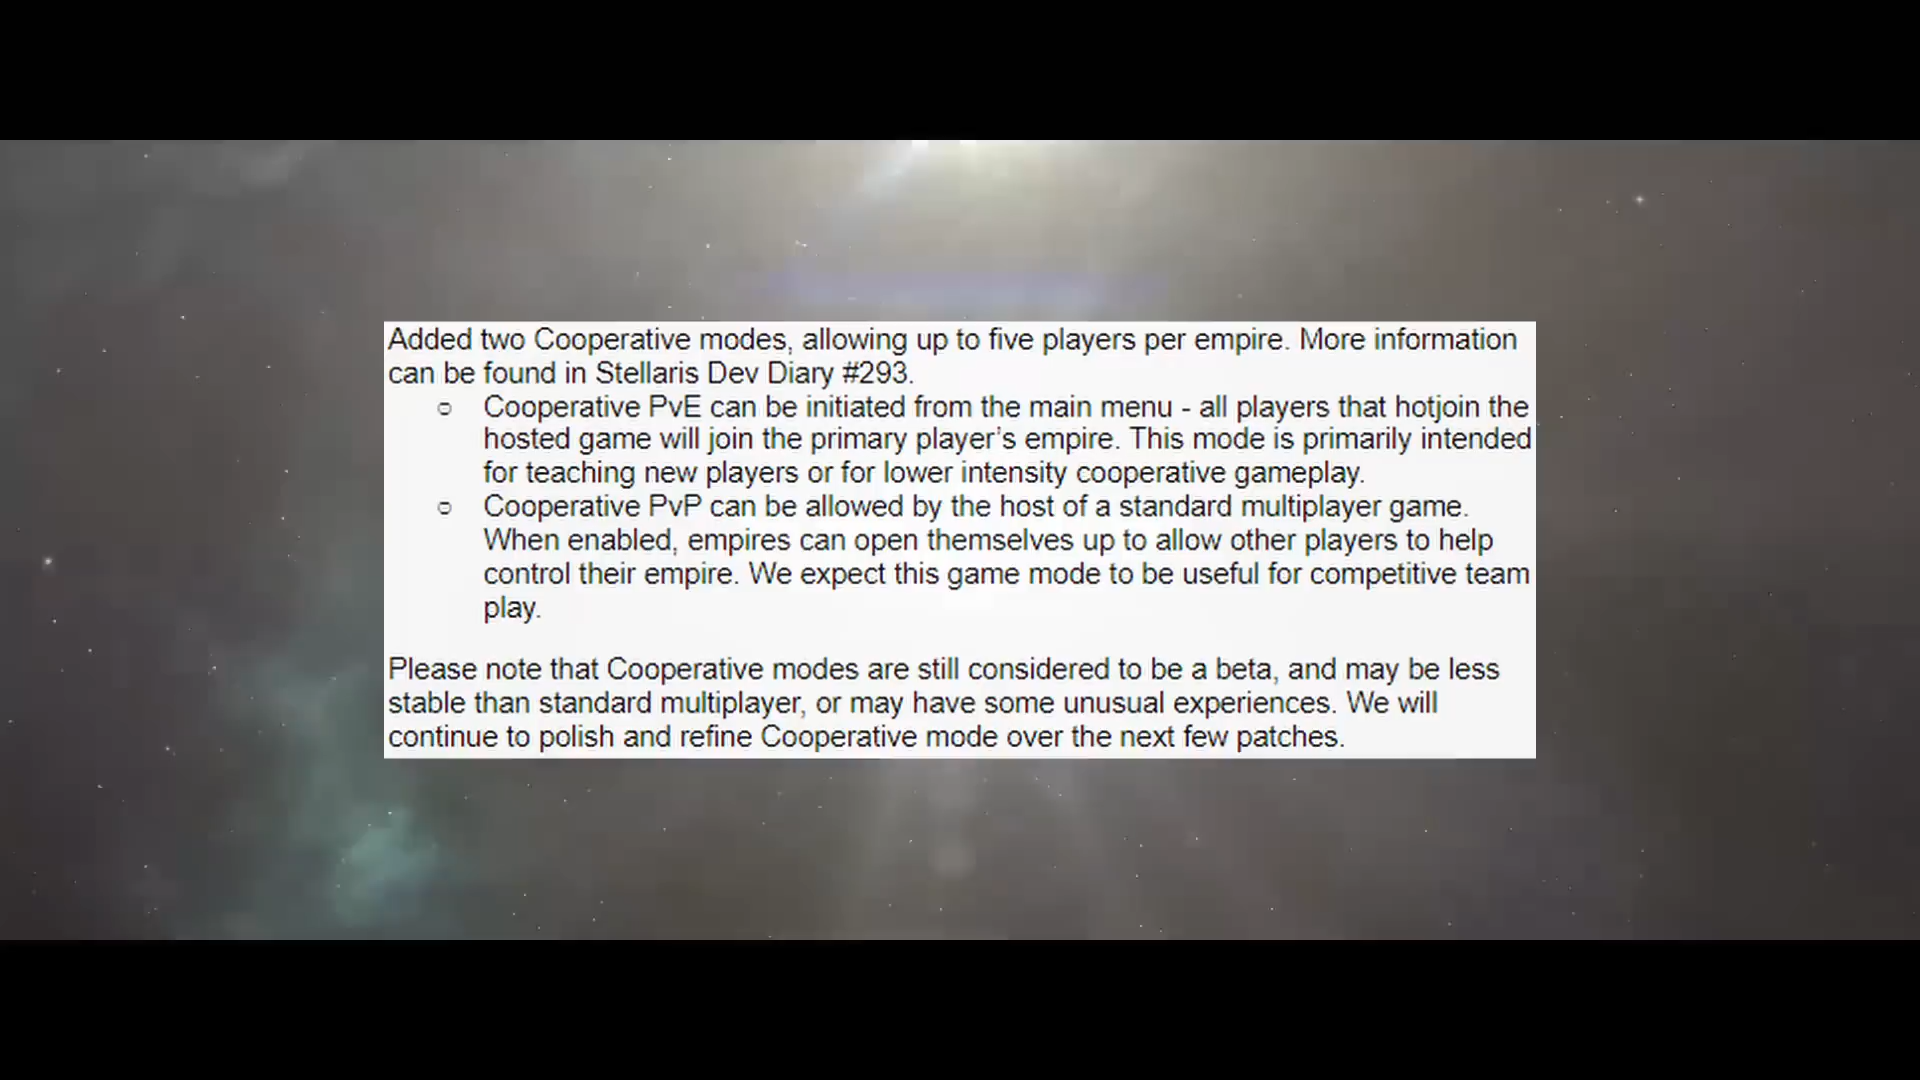 Added two Cooperative modes, allowing up to five players per empire. More information
can be found in Stellaris Dev Diary #293.
○ Cooperative PvE can be initiated from the main menu - all players that hotjoin the
hosted game will join the primary player’s empire. This mode is primarily intended
for teaching new players or for lower intensity cooperative gameplay.
○ Cooperative PvP can be allowed by the host of a standard multiplayer game.
When enabled, empires can open themselves up to allow other players to help
control their empire. We expect this game mode to be useful for competitive team
play.
Please note that Cooperative modes are still considered to be a beta, and may be less
stable than standard multiplayer, or may have some unusual experiences. We will
continue to polish and refine Cooperative mode over the next few patches.